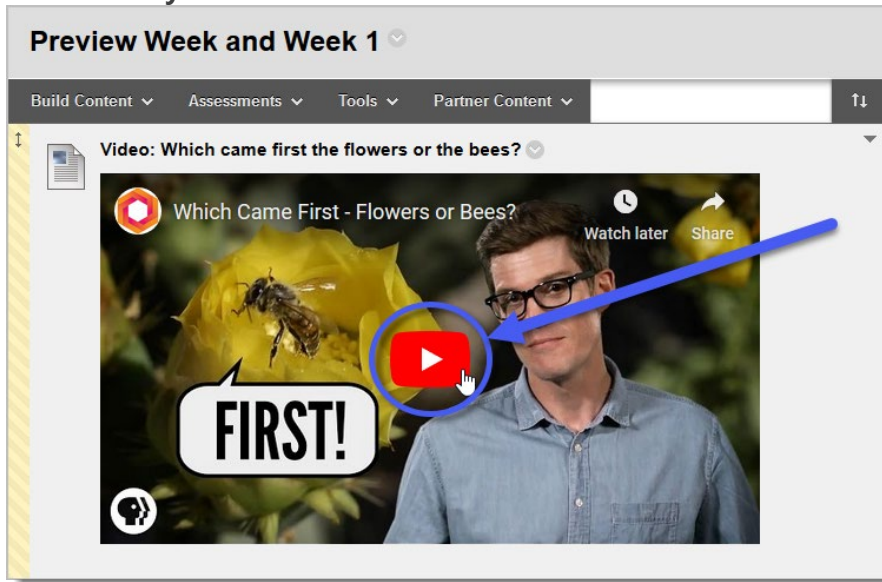 Preview Week and Week 1
Build Content Assessments Tools Partner Content
Video: Which came first the flowers or the bees?
Which Came First - Flowers or Bees?
Watch later Share
FIRST!